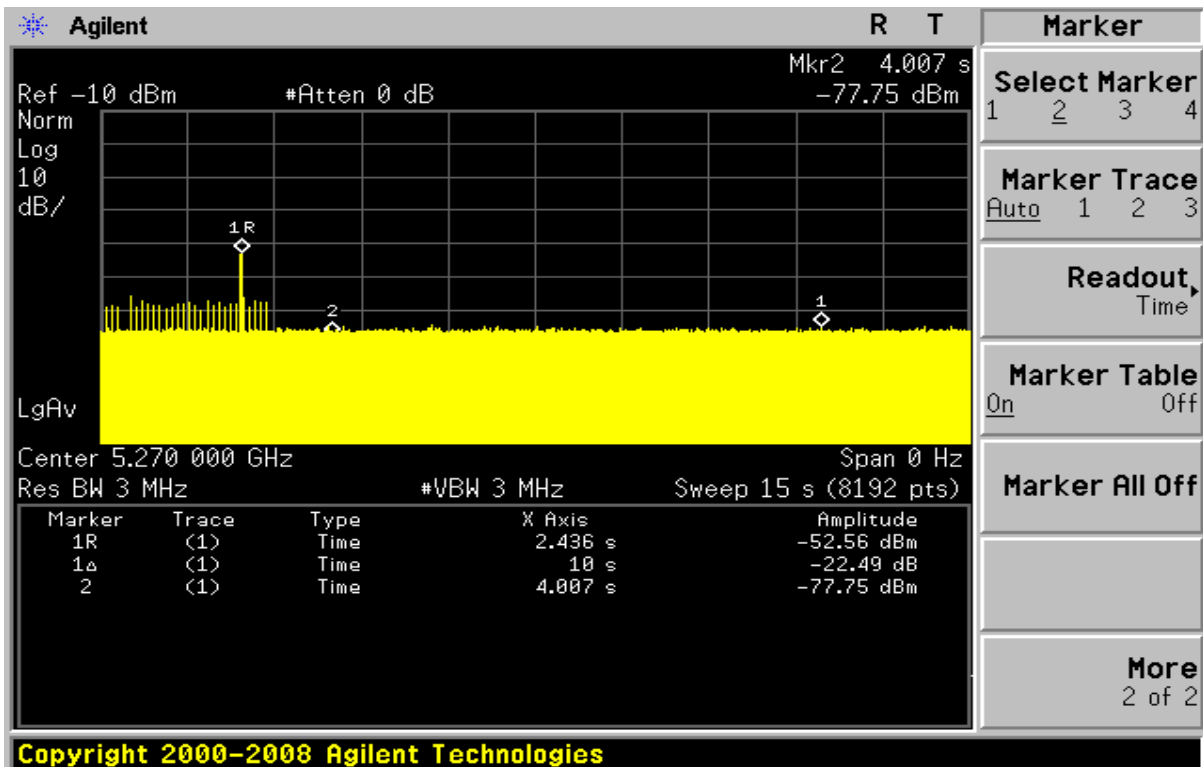 Agilent R T
Mkr2 4.007 s
Ref -10 dBm #Atten 0 dB -77.75 dBm
Norm
Log
10
dB/
1R
2
1
LgAv
Center 5.270 000 GHz Span 0 Hz
Res BW 3 MHz #VBW 3 MHz Sweep 15 s (8192 pts)
Marker Trace Type X Axis Amplitude
1R (1) Time 2.436 s -52.56 dBm
1Δ (1) Time 10 s -22.49 dB
2 (1) Time 4.007 s -77.75 dBm
Marker
Select Marker
1 2 3 4
Marker Trace
Auto 1 2 3
Readout
Time
Marker Table
On Off
Marker All Off
More
2 of 2
Copyright 2000-2008 Agilent Technologies